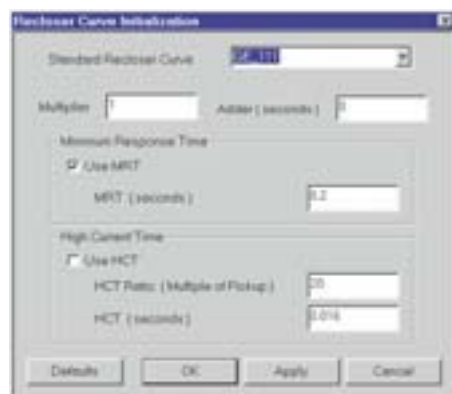 Recloser Curve Initialization
Standard Recloser Curve GE_111
Multiplier 1 Adder ( seconds ) 0
Minimum Response Time
Use MRT
MRT ( seconds ) 0.2
High Current Time
Use HCT
HCT Ratio ( Multiple of Pickup ) 20
HCT ( seconds ) 0.016
Defaults OK Apply Cancel